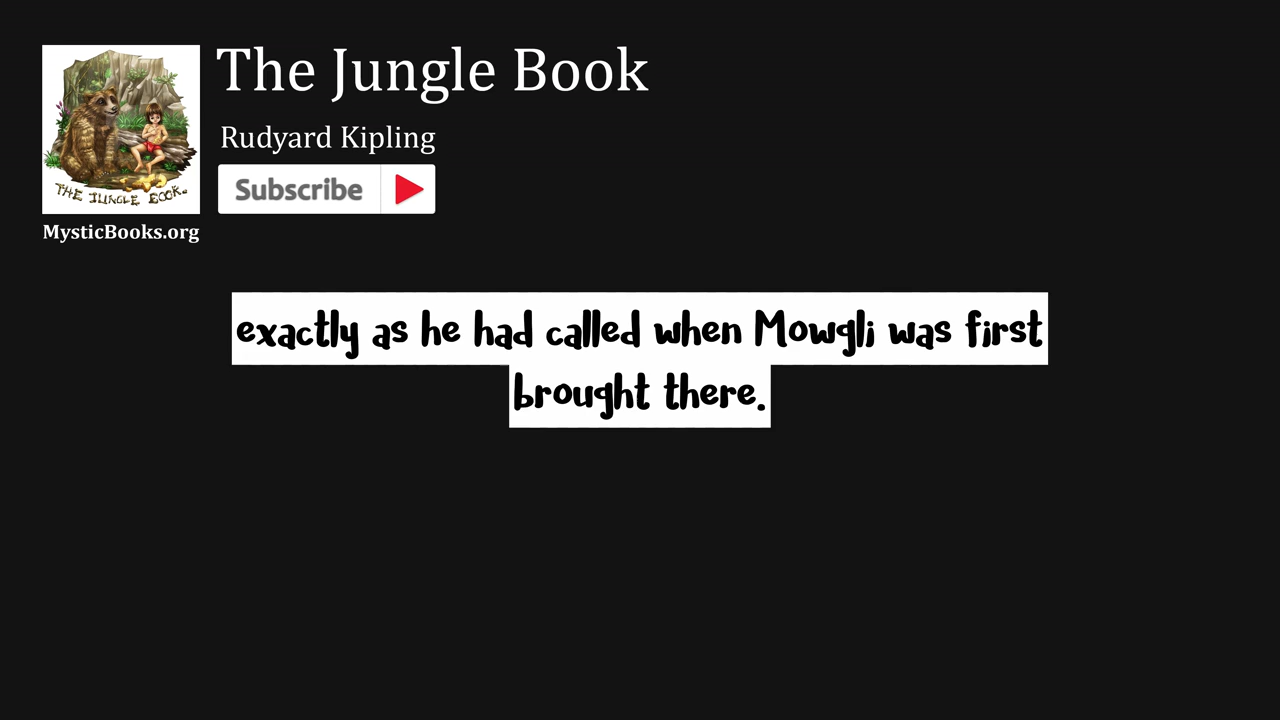 The Jungle Book
Rudyard Kipling
Subscribe
THE JUNGLE BOOK.
MysticBooks.org
exactly as he had called when Mowgli was first
brought there.